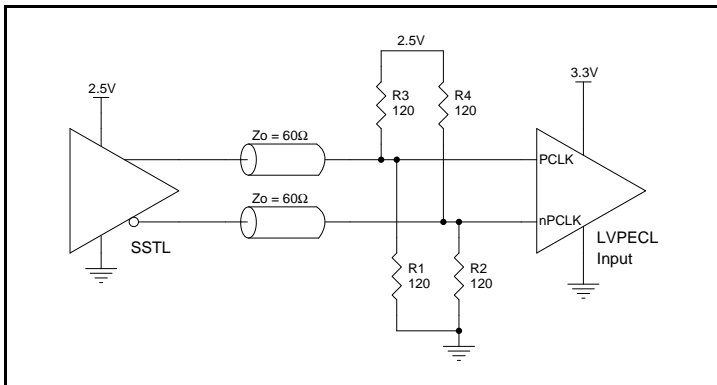 2.5V
2.5V
3.3V
R3
120
R4
120
Zo = 60Ω
PCLK
Zo = 60Ω
nPCLK
SSTL
LVPECL
Input
R1
120
R2
120